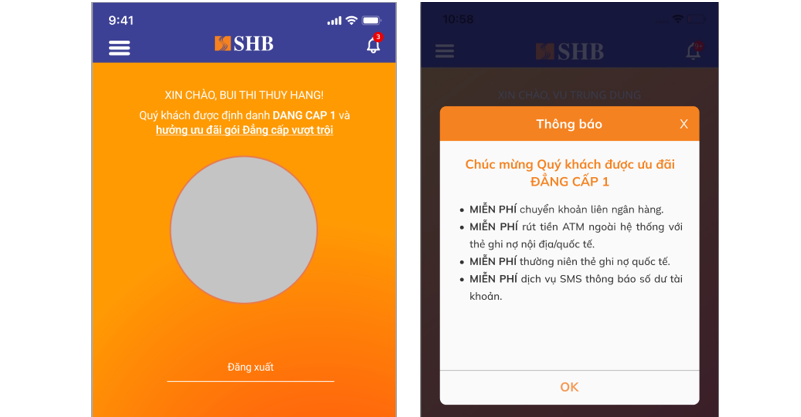 9:41
SHB
3
XIN CHÀO, BUI THI THUY HANG!
Quý khách được định danh DANG CAP 1 và
hưởng ưu đãi gói Đẳng cấp vượt trội
Đăng xuất
10:58
SHB
XIN CHÀO, VU TRUNG DUNG
Thông báo X
Chúc mừng Quý khách được ưu đãi
ĐẲNG CẤP 1
• MIỄN PHÍ chuyển khoản liên ngân hàng.
• MIỄN PHÍ rút tiền ATM ngoài hệ thống với
thẻ ghi nợ nội địa/quốc tế.
• MIỄN PHÍ thường niên thẻ ghi nợ quốc tế.
• MIỄN PHÍ dịch vụ SMS thông báo số dư tài
khoản.
OK